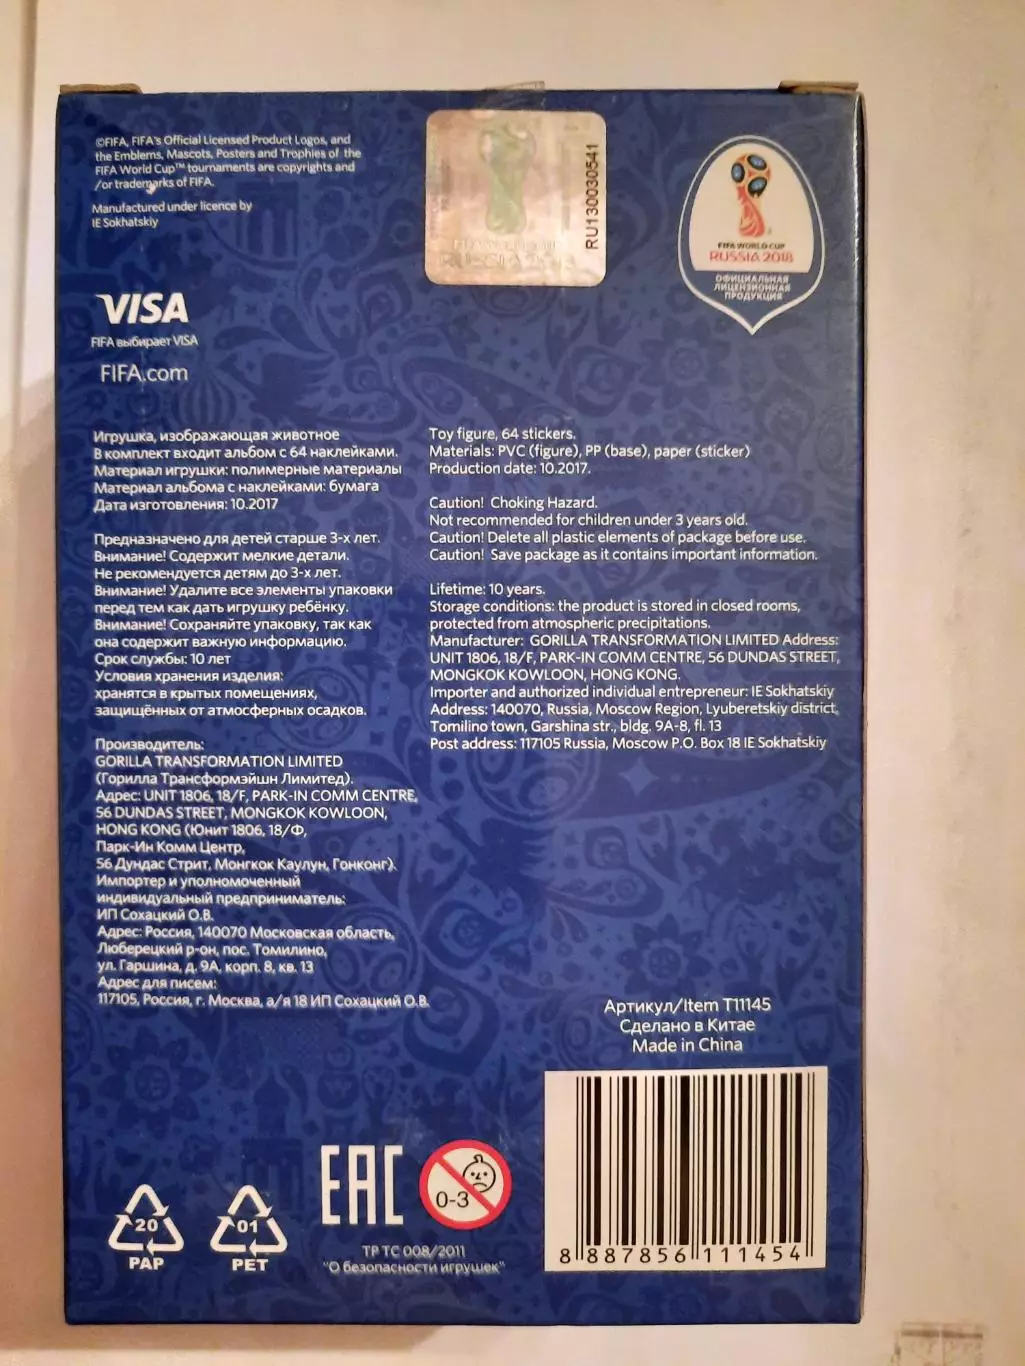 ©FIFA, FIFA's Official Licensed Product Logos, and
the Emblems, Mascots, Posters and Trophies of the
FIFA World Cup™ tournaments are copyrights and
/or trademarks of FIFA.
Manufactured under licence by
IE Sokhatskiy
RUSSIA 2018
RU130030541
FIFA WORLD CUP
RUSSIA 2018
ОФИЦИАЛЬНАЯ
ЛИЦЕНЗИОННАЯ
ПРОДУКЦИЯ
VISA
FIFA выбирает VISA
FIFA.com
Игрушка, изображающая животное
В комплект входит альбом с 64 наклейками.
Материал игрушки: полимерные материалы
Материал альбома с наклейками: бумага
Дата изготовления: 10.2017
Предназначено для детей старше 3-х лет.
Внимание! Содержит мелкие детали.
Не рекомендуется детям до 3-х лет.
Внимание! Удалите все элементы упаковки
перед тем как дать игрушку ребёнку.
Внимание! Сохраняйте упаковку, так как
она содержит важную информацию.
Срок службы: 10 лет
Условия хранения изделия:
хранятся в крытых помещениях,
защищённых от атмосферных осадков.
Производитель:
GORILLA TRANSFORMATION LIMITED
(Горилла Трансформэйшн Лимитед).
Адрес: UNIT 1806, 18/F, PARK-IN COMM CENTRE,
56 DUNDAS STREET, MONGKOK KOWLOON,
HONG KONG (Юнит 1806, 18/Ф,
Парк-Ин Комм Центр,
56 Дундас Стрит, Монгкок Каулун, Гонконг).
Импортер и уполномоченный
индивидуальный предприниматель:
ИП Сохацкий О.В.
Адрес: Россия, 140070 Московская область,
Люберецкий р-он, пос. Томилино,
ул. Гаршина, д. 9А, корп. 8, кв. 13
Адрес для писем:
117105, Россия, г. Москва, а/я 18 ИП Сохацкий О.В.
Toy figure, 64 stickers.
Materials: PVC (figure), PP (base), paper (sticker)
Production date: 10.2017.
Caution! Choking Hazard.
Not recommended for children under 3 years old.
Caution! Delete all plastic elements of package before use.
Caution! Save package as it contains important information.
Lifetime: 10 years.
Storage conditions: the product is stored in closed rooms,
protected from atmospheric precipitations.
Manufacturer: GORILLA TRANSFORMATION LIMITED Address:
UNIT 1806, 18/F, PARK-IN COMM CENTRE, 56 DUNDAS STREET,
MONGKOK KOWLOON, HONG KONG.
Importer and authorized individual entrepreneur: IE Sokhatskiy
Address: 140070, Russia, Moscow Region, Lyuberetskiy district,
Tomilino town, Garshina str., bldg. 9A-8, fl. 13
Post address: 117105 Russia, Moscow P.O. Box 18 IE Sokhatskiy
Артикул/Item T11145
Сделано в Китае
Made in China
8 887856 111454
EAC
0-3
ТР ТС 008/2011
"О безопасности игрушек"
20
PAP
01
PET